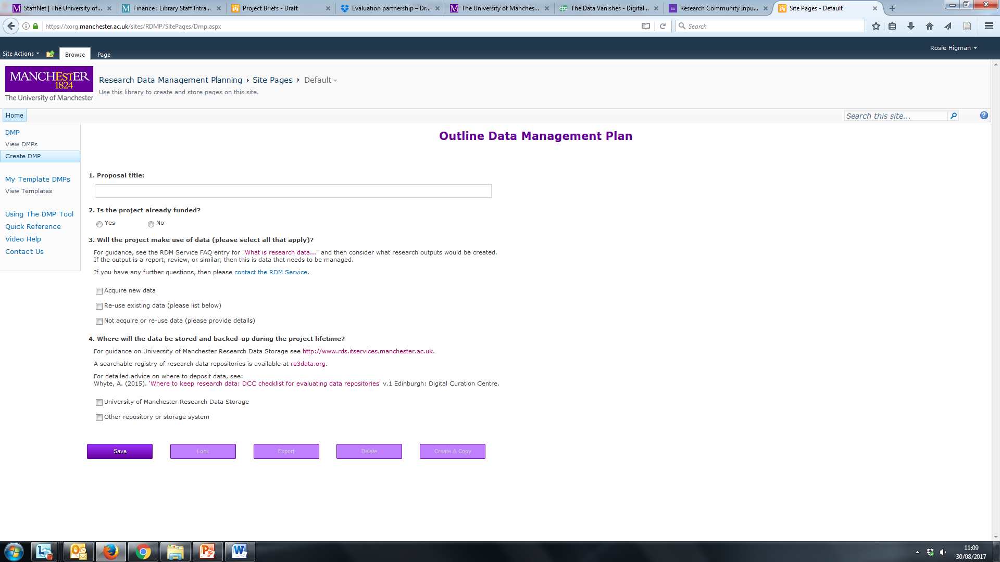 StaffNet | The University of...
Finance : Library Staff Intra...
Project Briefs - Draft
Evaluation partnership – Dr...
The University of Manches...
The Data Vanishes - Digital...
Research Community Inpu...
Site Pages - Default
https://xorg.manchester.ac.uk/sites/RDMP/SitePages/Dmp.aspx
Search
Site Actions
Browse
Page
Rosie Higman
MANCHESTER
1824
The University of Manchester
Research Data Management Planning
Site Pages
Default
Use this library to create and store pages on this site.
Home
Search this site...
DMP
View DMPs
Create DMP
My Template DMPs
View Templates
Using The DMP Tool
Quick Reference
Video Help
Contact Us
Outline Data Management Plan
1. Proposal title:
2. Is the project already funded?
Yes
No
3. Will the project make use of data (please select all that apply)?
For guidance, see the RDM Service FAQ entry for "What is research data..." and then consider what research outputs would be created.
If the output is a report, review, or similar, then this is data that needs to be managed.
If you have any further questions, then please contact the RDM Service.
Acquire new data
Re-use existing data (please list below)
Not acquire or re-use data (please provide details)
4. Where will the data be stored and backed-up during the project lifetime?
For guidance on University of Manchester Research Data Storage see http://www.rds.itservices.manchester.ac.uk.
A searchable registry of research data repositories is available at re3data.org.
For detailed advice on where to deposit data, see:
Whyte, A. (2015). 'Where to keep research data: DCC checklist for evaluating data repositories' v.1 Edinburgh: Digital Curation Centre.
University of Manchester Research Data Storage
Other repository or storage system
Save
Lock
Export
Delete
Create A Copy
11:09
30/08/2017